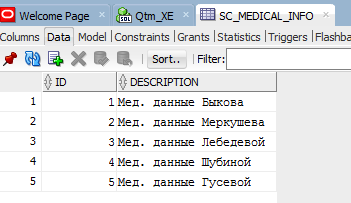 Welcome Page Qtm_XE SC_MEDICAL_INFO
Columns Data Model Constraints Grants Statistics Triggers Flashba
Sort.. Filter:
ID DESCRIPTION
1 1 Мед. данные Быкова
2 2 Мед. данные Меркушева
3 3 Мед. данные Лебедевой
4 4 Мед. данные Шубиной
5 5 Мед. данные Гусевой